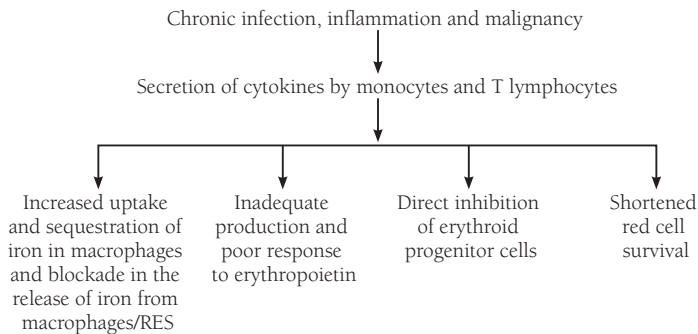 Chronic infection, inflammation and malignancy
Secretion of cytokines by monocytes and T lymphocytes
Increased uptake
and sequestration of
iron in macrophages
and blockade in the
release of iron from
macrophages/RES
Inadequate
production and
poor response
to erythropoietin
Direct inhibition
of erythroid
progenitor cells
Shortened
red cell
survival